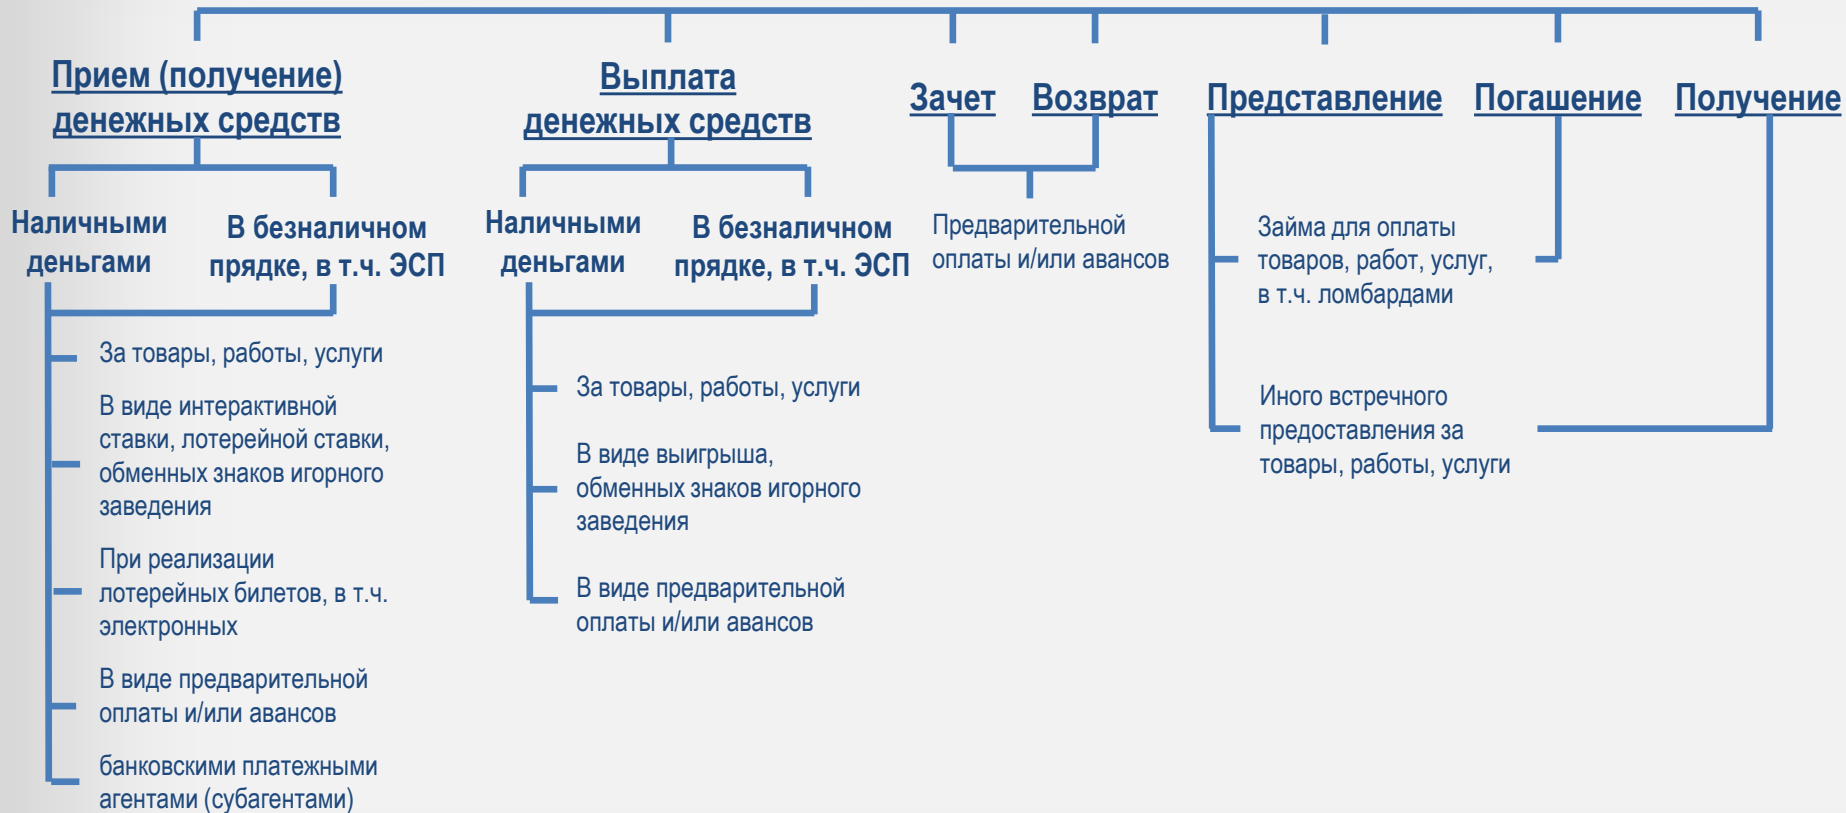 Прием (получение)
денежных средств
Выплата
денежных средств
Зачет
Возврат
Представление
Погашение
Получение
Наличными
деньгами
В безналичном
прядке, в т.ч. ЭСП
Наличными
деньгами
В безналичном
прядке, в т.ч. ЭСП
Предварительной
оплаты и/или авансов
Займа для оплаты
товаров, работ, услуг,
в т.ч. ломбардами
За товары, работы, услуги
В виде интерактивной
ставки, лотерейной ставки,
обменных знаков игорного
заведения
При реализации
лотерейных билетов, в т.ч.
электронных
В виде предварительной
оплаты и/или авансов
банковскими платежными
агентами (субагентами)
За товары, работы, услуги
В виде выигрыша,
обменных знаков игорного
заведения
В виде предварительной
оплаты и/или авансов
Иного встречного
предоставления за
товары, работы, услуги